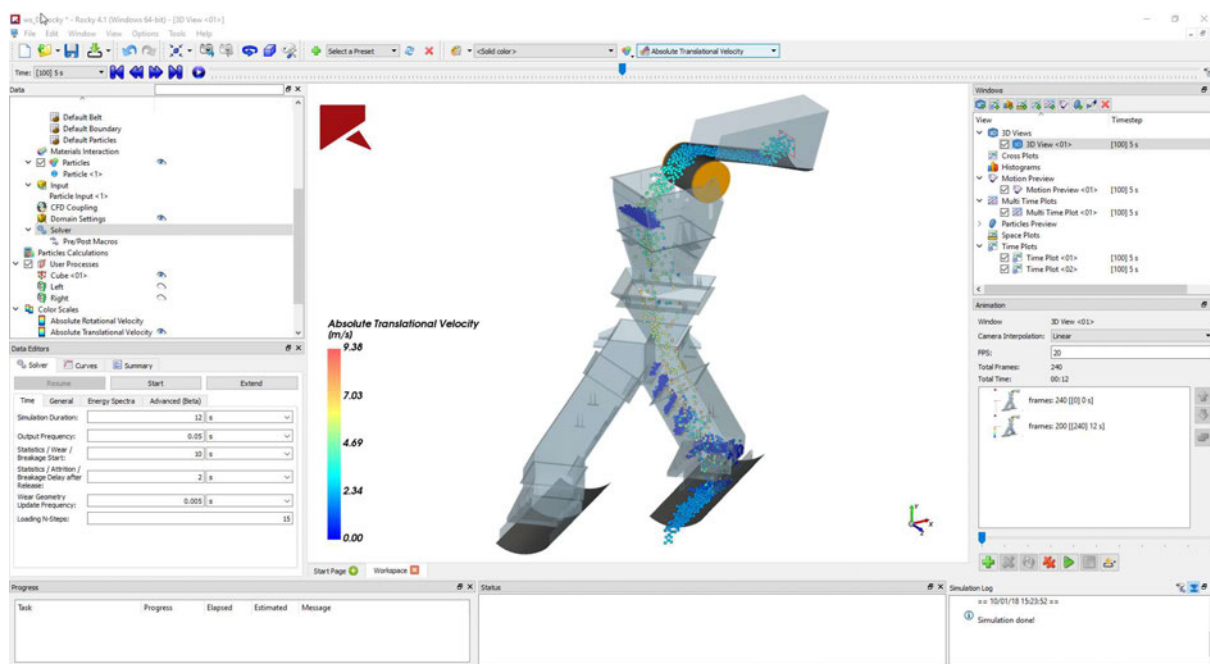 ws_0 ocky * - Rocky 4.1 (Windows 64-bit) - [3D View <01>]
File Edit Window View Options Tools Help
Select a Preset
<Solid color>
Absolute Translational Velocity
Time: [100] 5 s
Data
Default Belt
Default Boundary
Default Particles
Materials Interaction
Particles
Particle <1>
Input
Particle Input <1>
CFD Coupling
Domain Settings
Solver
Pre/Post Macros
Particles Calculations
User Processes
Cube <01>
Left
Right
Color Scales
Absolute Rotational Velocity
Absolute Translational Velocity
Data Editors
Solver Curves Summary
Resume Start Extend
Time General Energy Spectra Advanced (Beta)
Simulation Duration: 12 s
Output Frequency: 0.05 s
Statistics / Wear /
Breakage Start: 10 s
Statistics / Attrition /
Breakage Delay after
Release: 2 s
Wear Geometry
Update Frequency: 0.005 s
Loading N-Steps: 15
Absolute Translational Velocity
(m/s)
9.38
7.03
4.69
2.34
0.00
Y
X
Z
Start Page Workspace
Windows
View Timestep
3D Views
3D View <01> [100] 5 s
Cross Plots
Histograms
Motion Preview
Motion Preview <01> [100] 5 s
Multi Time Plots
Multi Time Plot <01> [100] 5 s
Particles Preview
Space Plots
Time Plots
Time Plot <01> [100] 5 s
Time Plot <02> [100] 5 s
Animation
Window 3D View <01>
Camera Interpolation: Linear
FPS: 20
Total Frames: 240
Total Time: 00:12
frames: 240 [[0] 0 s]
frames: 200 [[240] 12 s]
Progress
Task Progress Elapsed Estimated Message
Status
Simulation Log
== 10/01/18 15:23:52 ==
Simulation done!